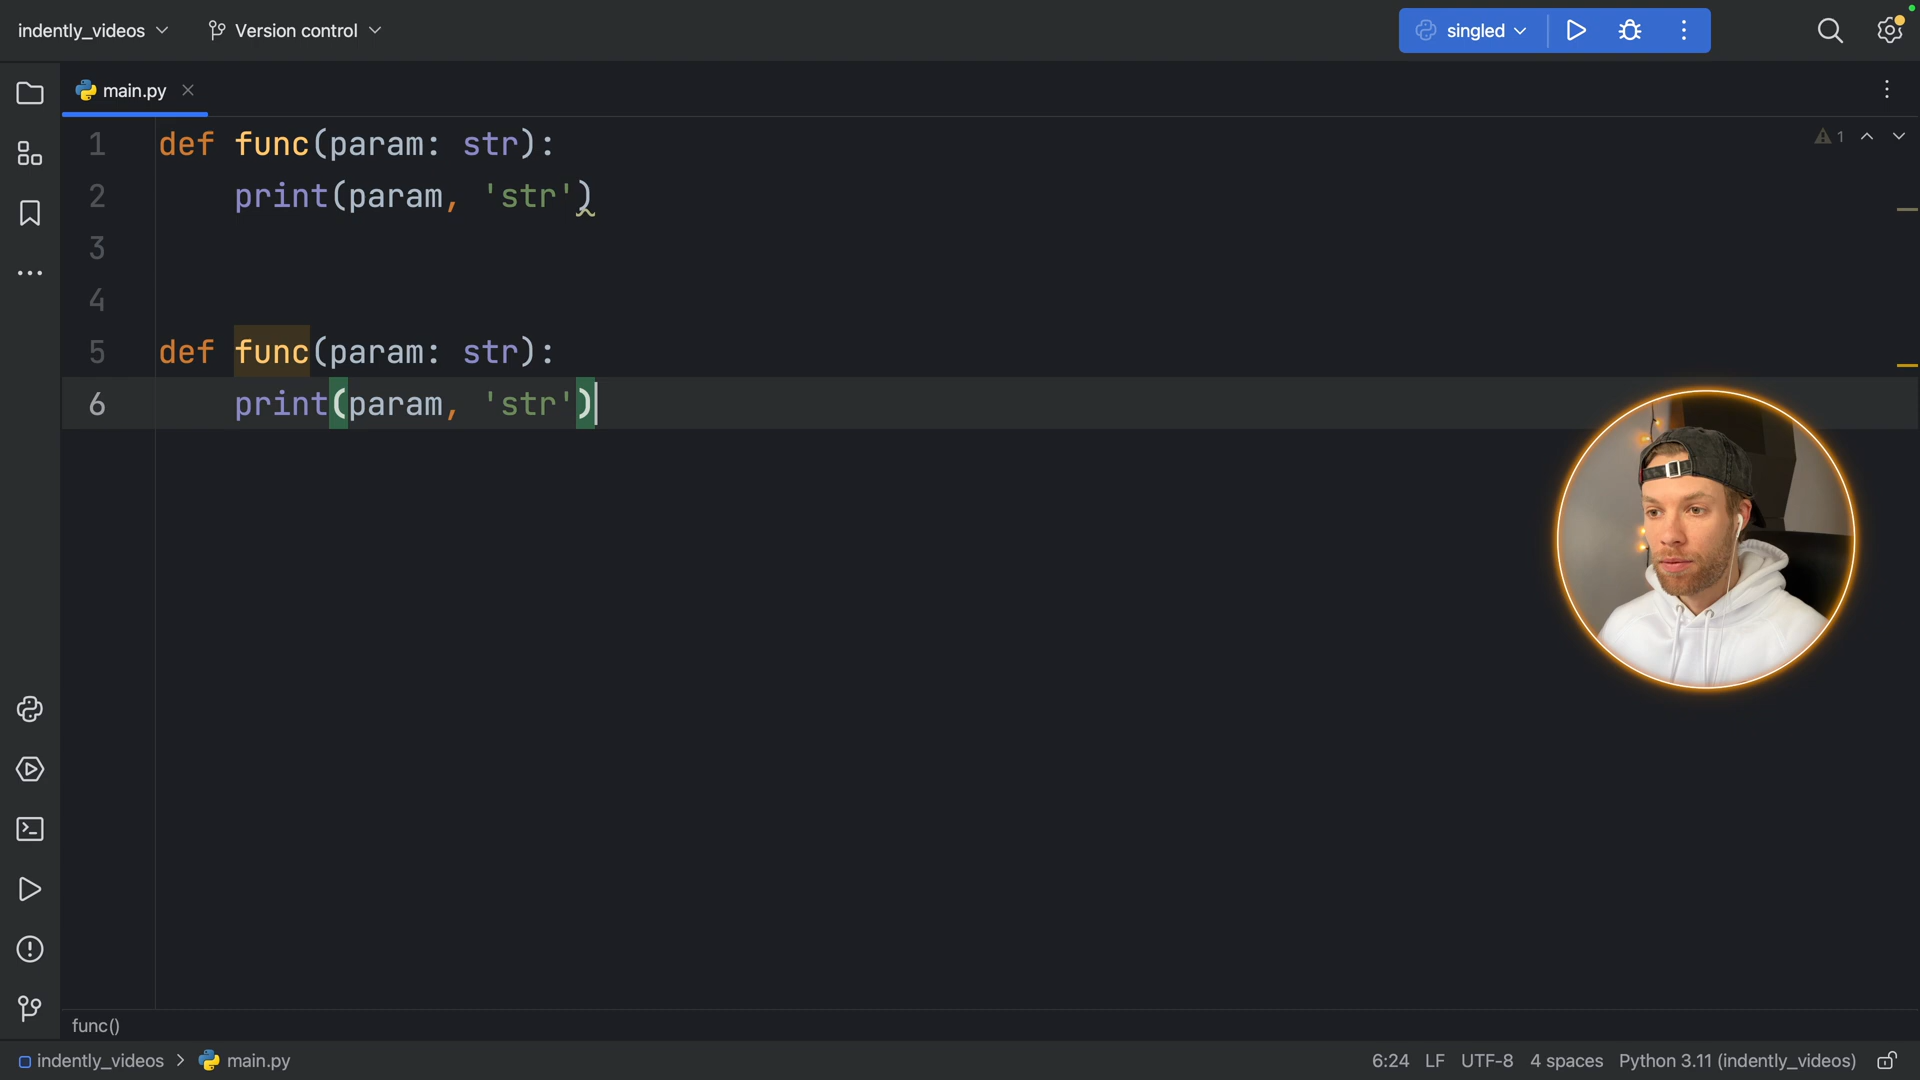 indently_videos Version control singled
main.py
1 def func(param: str):
1
2     print(param, 'str')
3
4
5 def func(param: str):
6     print(param, 'str')
func()
indently_videos > main.py 6:24 LF UTF-8 4 spaces Python 3.11 (indently_videos)